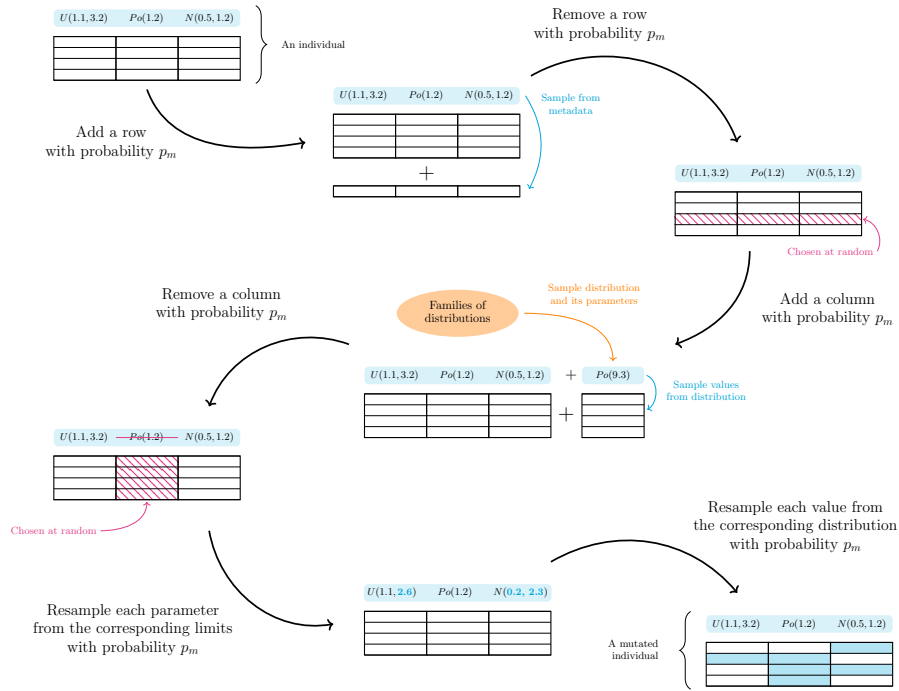 U(1.1, 3.2) Po(1.2) N(0.5, 1.2)
An individual
Add a row
with probability pₘ
U(1.1, 3.2) Po(1.2) N(0.5, 1.2)
Sample from
metadata
+
Remove a row
with probability pₘ
U(1.1, 3.2) Po(1.2) N(0.5, 1.2)
Chosen at random
Add a column
with probability pₘ
Families of
distributions
Sample distribution
and its parameters
U(1.1, 3.2) Po(1.2) N(0.5, 1.2) + Po(9.3)
+
Sample values
from distribution
Remove a column
with probability pₘ
U(1.1, 3.2) Po(1.2) N(0.5, 1.2)
Chosen at random
Resample each parameter
from the corresponding limits
with probability pₘ
U(1.1, 2.6) Po(1.2) N(0.2, 2.3)
Resample each value from
the corresponding distribution
with probability pₘ
U(1.1, 3.2) Po(1.2) N(0.5, 1.2)
A mutated
individual